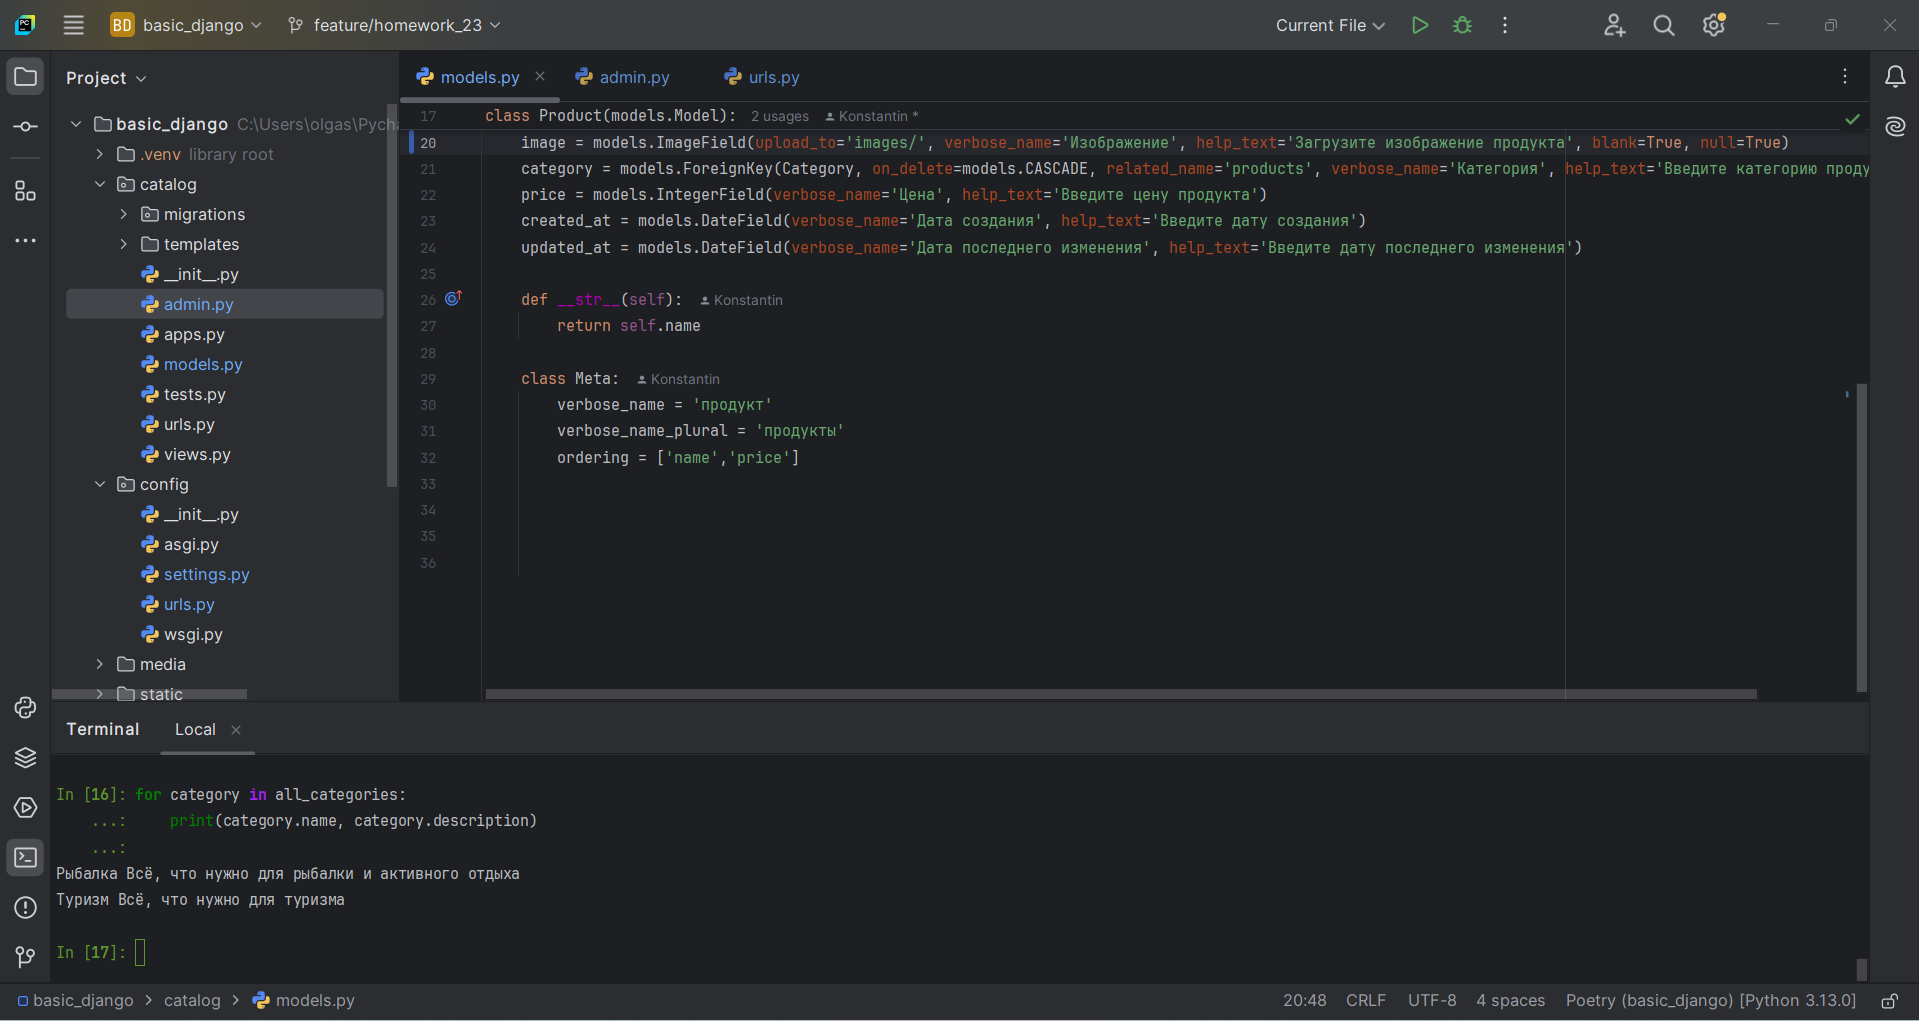 BD basic_django feature/homework_23 Current File
Project
models.py admin.py urls.py
basic_django C:\Users\olgas\Pych
.venv library root
catalog
migrations
templates
__init__.py
admin.py
apps.py
models.py
tests.py
urls.py
views.py
config
__init__.py
asgi.py
settings.py
urls.py
wsgi.py
media
static
17 class Product(models.Model): 2 usages Konstantin *
20 image = models.ImageField(upload_to='images/', verbose_name='Изображение', help_text='Загрузите изображение продукта', blank=True, null=True)
21 category = models.ForeignKey(Category, on_delete=models.CASCADE, related_name='products', verbose_name='Категория', help_text='Введите категорию проду
22 price = models.IntegerField(verbose_name='Цена', help_text='Введите цену продукта')
23 created_at = models.DateField(verbose_name='Дата создания', help_text='Введите дату создания')
24 updated_at = models.DateField(verbose_name='Дата последнего изменения', help_text='Введите дату последнего изменения')
25
26 def __str__(self): Konstantin
27 return self.name
28
29 class Meta: Konstantin
30 verbose_name = 'продукт'
31 verbose_name_plural = 'продукты'
32 ordering = ['name','price']
33
34
35
36
Terminal Local
In [16]: for category in all_categories:
...: print(category.name, category.description)
...:
Рыбалка Всё, что нужно для рыбалки и активного отдыха
Туризм Всё, что нужно для туризма
In [17]:
basic_django > catalog > models.py 20:48 CRLF UTF-8 4 spaces Poetry (basic_django) [Python 3.13.0]